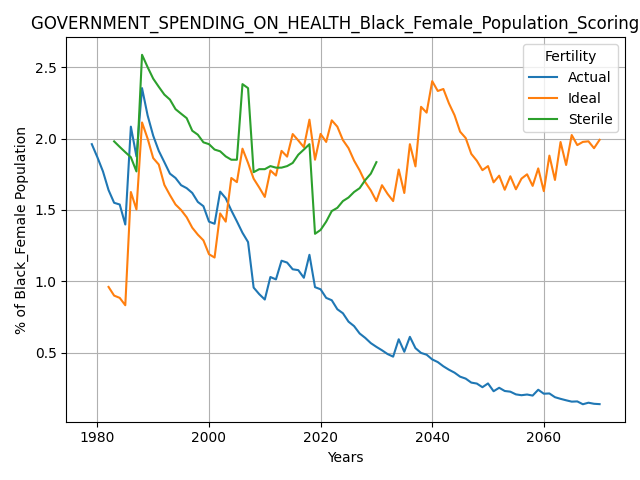 GOVERNMENT_SPENDING_ON_HEALTH_Black_Female_Population_Scoring
Fertility
Actual
Ideal
Sterile
% of Black_Female Population
2.5
2.0
1.5
1.0
0.5
1980
2000
2020
2040
2060
Years